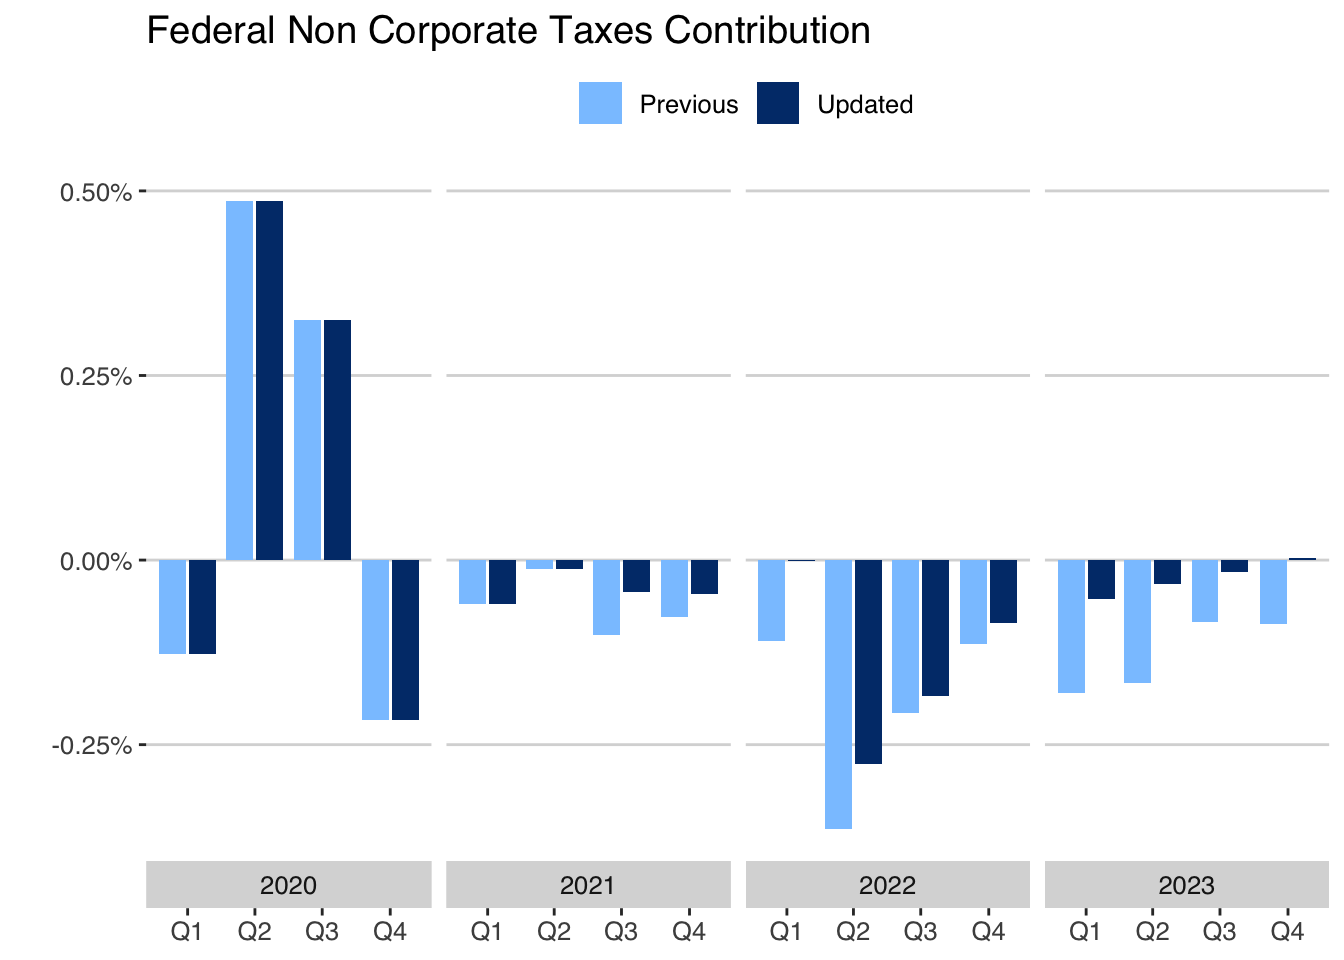 Federal Non Corporate Taxes Contribution
Previous Updated
0.50%
0.25%
0.00%
-0.25%
2020 2021 2022 2023
Q1 Q2 Q3 Q4 Q1 Q2 Q3 Q4 Q1 Q2 Q3 Q4 Q1 Q2 Q3 Q4